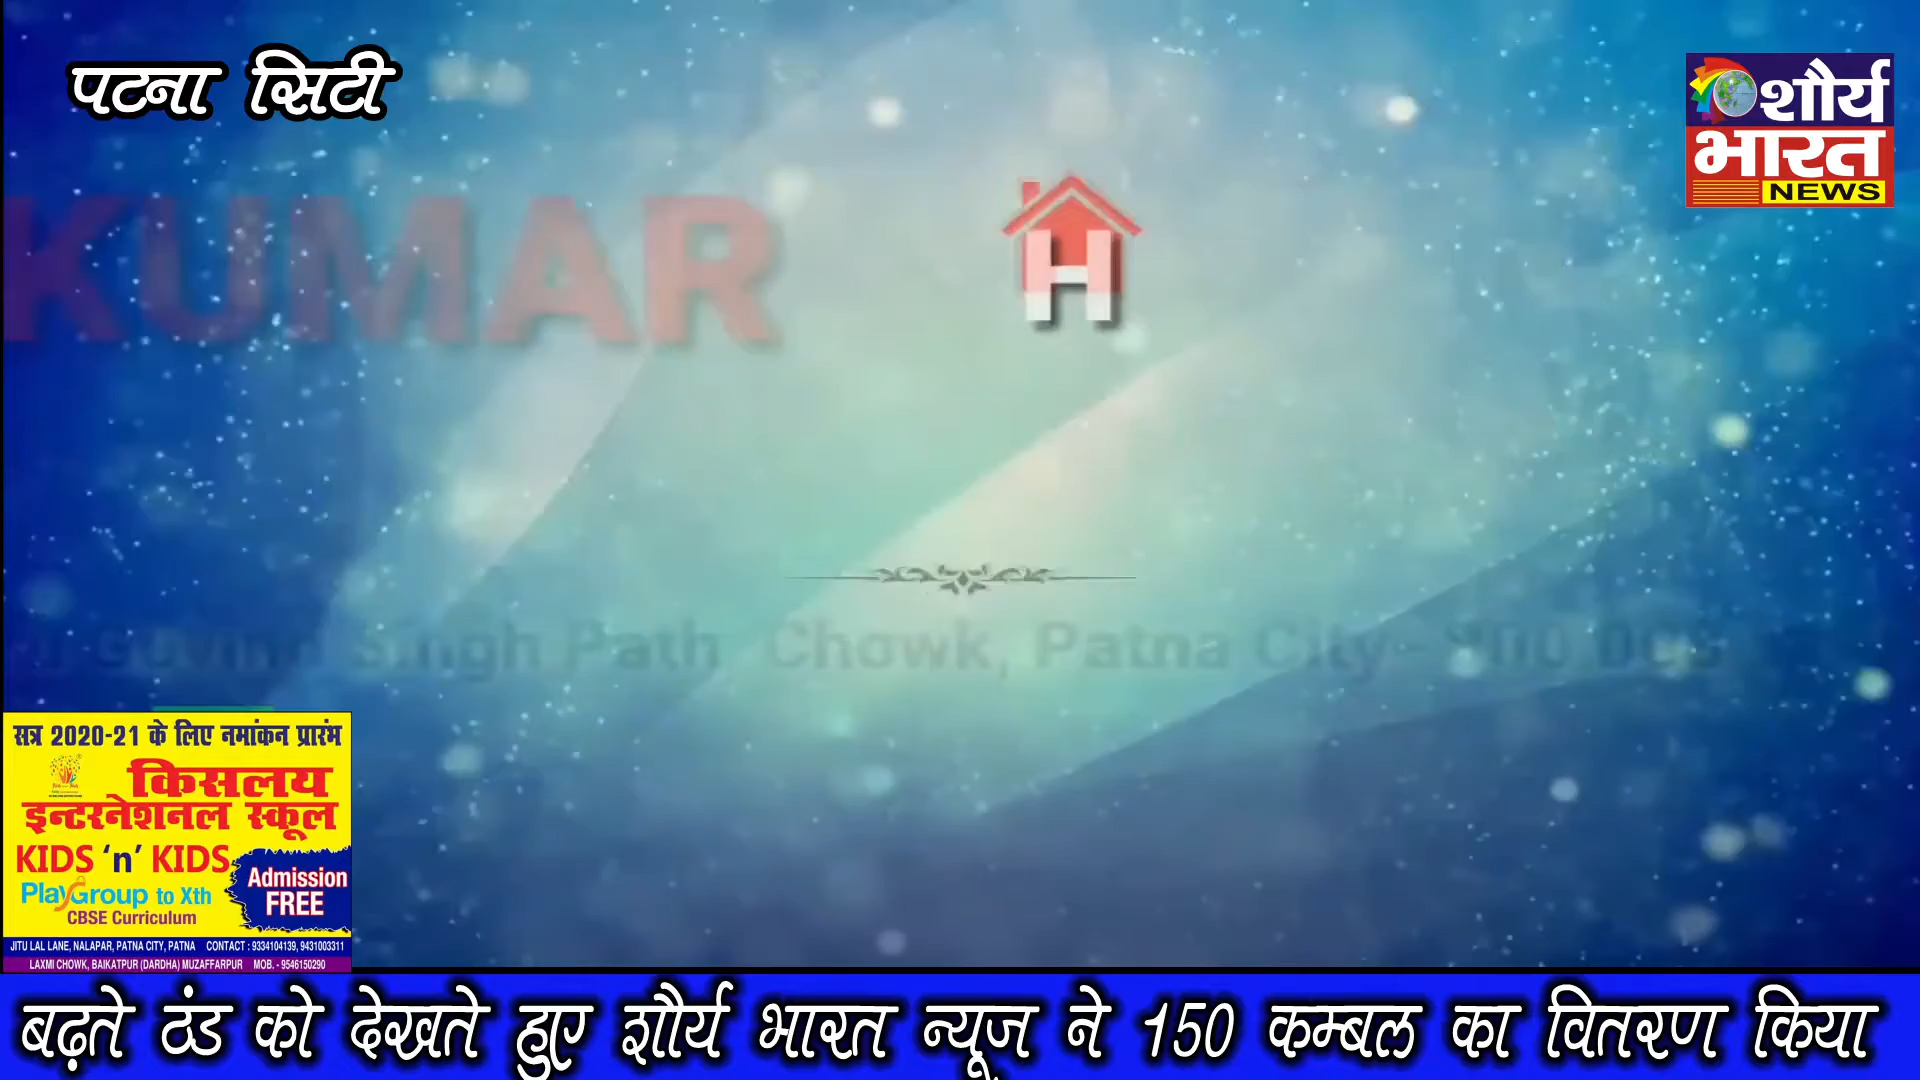 पटना सिटी
शौर्य
भारत
NEWS
KUMAR
H
Singh Path Chowk, Patna City-
सत्र 2020-21 के लिए नमांकन प्रारंभ
किसलय
इन्टरनेशनल स्कूल
KIDS 'n' KIDS
PlayGroup to Xth
CBSE Curriculum
Admission
FREE
JITU LAL LANE, NALAPAR, PATNA CITY, PATNA CONTACT : 9334104139, 9431003311
LAXMI CHOWK, BAIKATPUR (DARDHA) MUZAFFARPUR MOB. - 9546150290
बढ़ते ठंड को देखते हुए शौर्य भारत न्यूज ने 150 कम्बल का वितरण किया